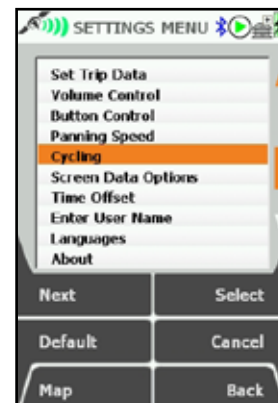 SETTINGS MENU
Set Trip Data
Volume Control
Button Control
Panning Speed
Cycling
Screen Data Options
Time Offset
Enter User Name
Languages
About
Next Select
Default Cancel
Map Back